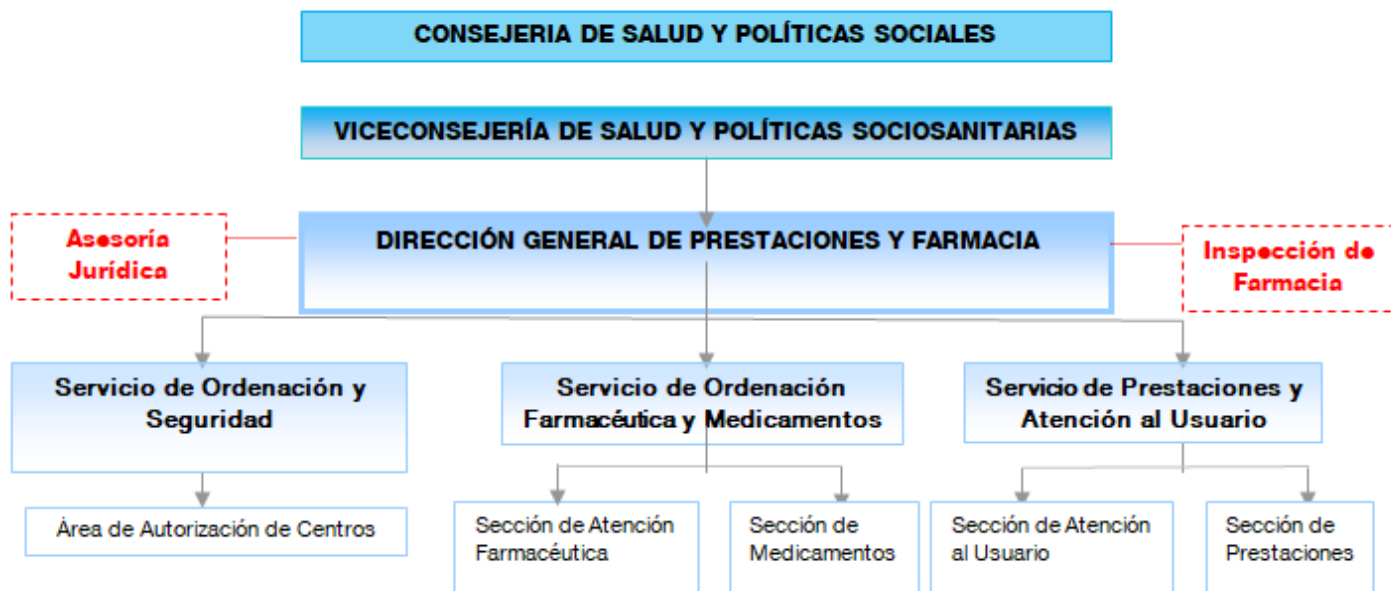 CONSEJERIA DE SALUD Y POLÍTICAS SOCIALES
VICECONSEJERÍA DE SALUD Y POLÍTICAS SOCIOSANITARIAS
Asesoría
Jurídica
DIRECCIÓN GENERAL DE PRESTACIONES Y FARMACIA
Inspección de
Farmacia
Servicio de Ordenación y
Seguridad
Servicio de Ordenación
Farmacéutica y Medicamentos
Servicio de Prestaciones y
Atención al Usuario
Área de Autorización de Centros
Sección de Atención
Farmacéutica
Sección de
Medicamentos
Sección de Atención
al Usuario
Sección de
Prestaciones